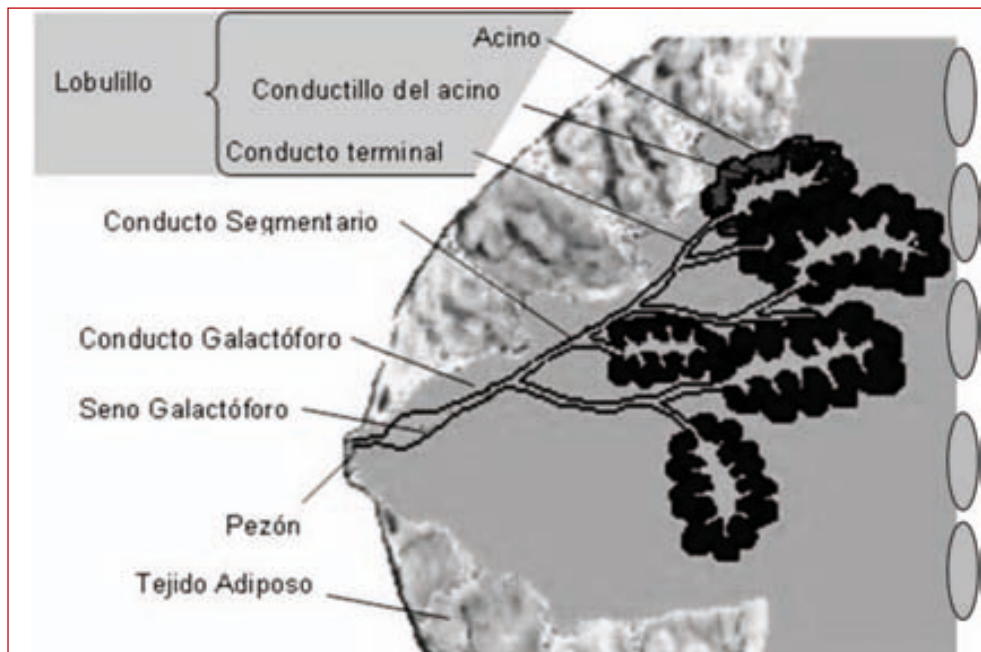 Acino
Lobulillo
Conductillo del acino
Conducto terminal
Conducto Segmentario
Conducto Galactóforo
Seno Galactóforo
Pezón
Tejido Adiposo